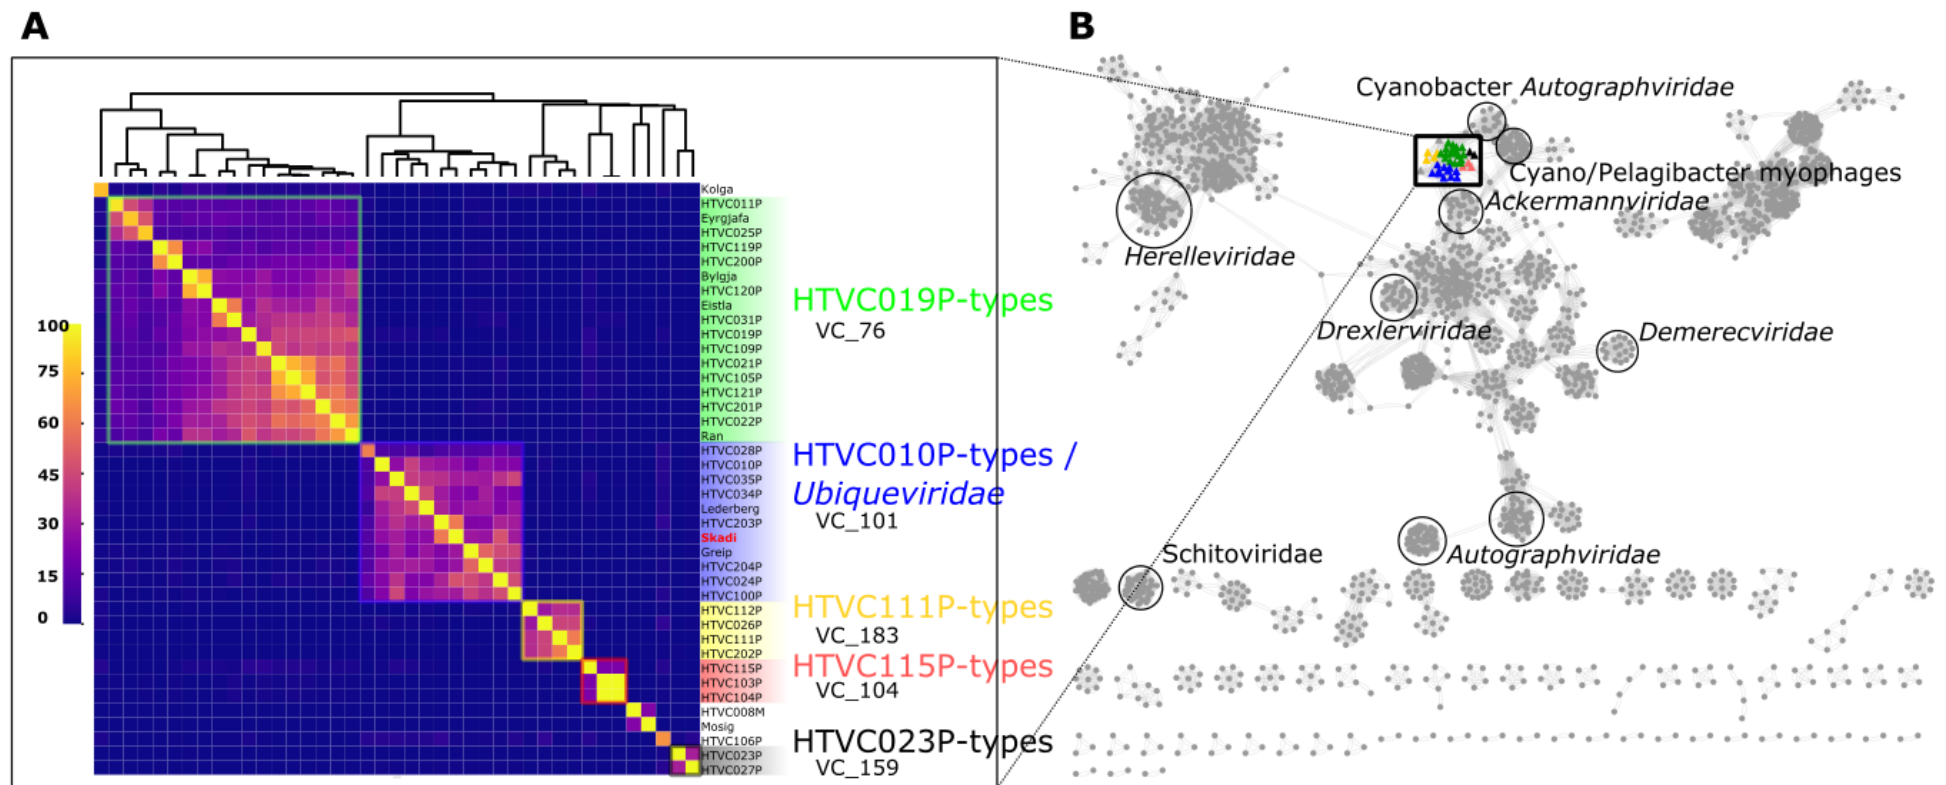 A
B
100
75
60
45
30
15
0
Kolga
HTVC011P
Eyrgjafa
HTVC025P
HTVC119P
HTVC200P
Bylgja
HTVC120P
Eistla
HTVC031P
HTVC019P
HTVC109P
HTVC021P
HTVC105P
HTVC121P
HTVC201P
HTVC022P
Ran
HTVC028P
HTVC010P
HTVC035P
HTVC034P
Lederberg
HTVC203P
Skadi
Greip
HTVC204P
HTVC024P
HTVC100P
HTVC112P
HTVC026P
HTVC111P
HTVC202P
HTVC115P
HTVC103P
HTVC104P
HTVC008M
Mosig
HTVC106P
HTVC023P
HTVC027P
HTVC019P-types
VC_76
HTVC010P-types /
Ubiqueviridae
VC_101
HTVC111P-types
VC_183
HTVC115P-types
VC_104
HTVC023P-types
VC_159
Cyanobacter Autographviridae
Cyano/Pelagibacter myophages
Ackermannviridae
Herelleviridae
Drexlerviridae
Demerecviridae
Schitoviridae
Autographviridae